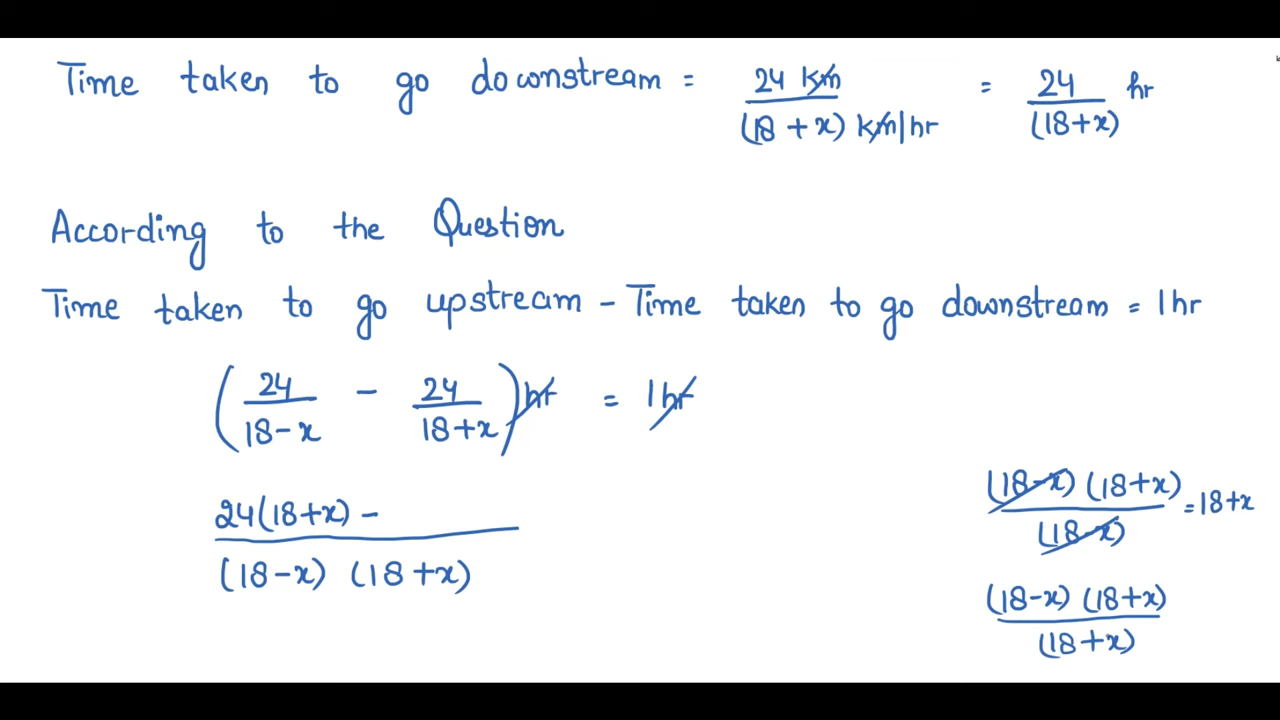 Time taken to go downstream = 24 km / (18 + x) km/hr = 24 / (18+x) hr
According to the Question
Time taken to go upstream - Time taken to go downstream = 1hr
(24 / 18-x - 24 / 18+x) hr = 1hr
24(18+x) - / (18-x) (18+x)
(18-x) (18+x) / (18-x) = 18+x
(18-x) (18+x) / (18+x)